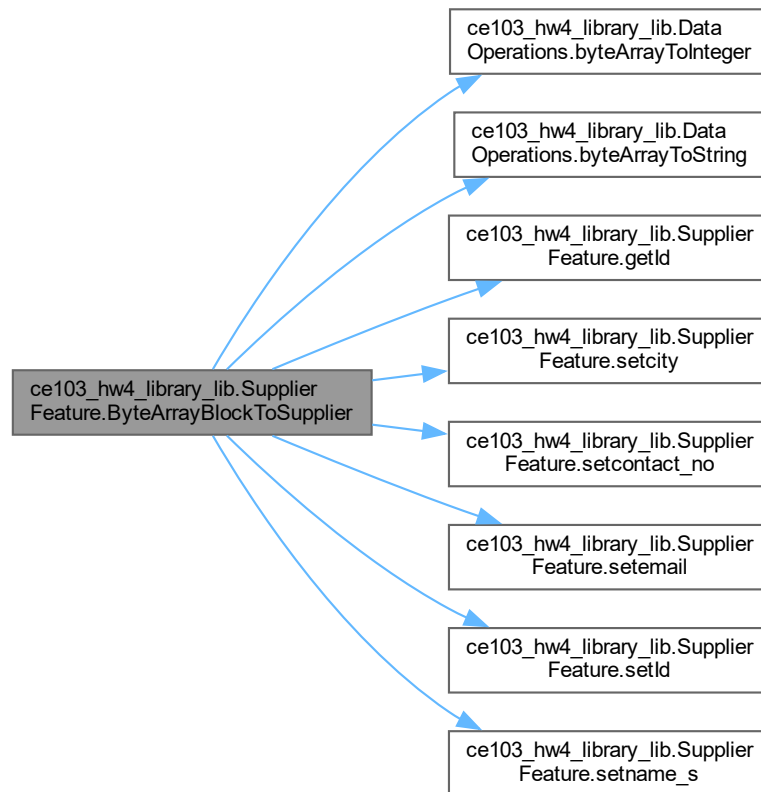 ce103_hw4_library_lib.Data
Operations.byteArrayToInteger
ce103_hw4_library_lib.Data
Operations.byteArrayToString
ce103_hw4_library_lib.Supplier
Feature.getId
ce103_hw4_library_lib.Supplier
Feature.setcity
ce103_hw4_library_lib.Supplier
Feature.ByteArrayBlockToSupplier
ce103_hw4_library_lib.Supplier
Feature.setcontact_no
ce103_hw4_library_lib.Supplier
Feature.setemail
ce103_hw4_library_lib.Supplier
Feature.setId
ce103_hw4_library_lib.Supplier
Feature.setname_s